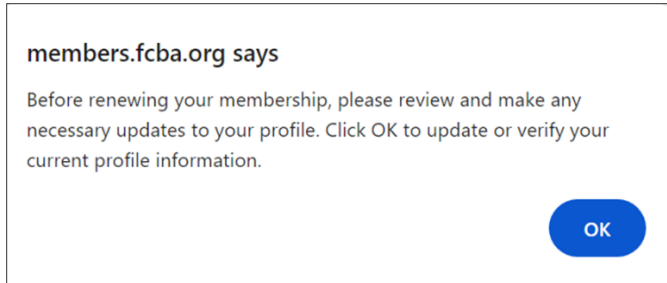 members.fcba.org says
Before renewing your membership, please review and make any
necessary updates to your profile. Click OK to update or verify your
current profile information.
OK